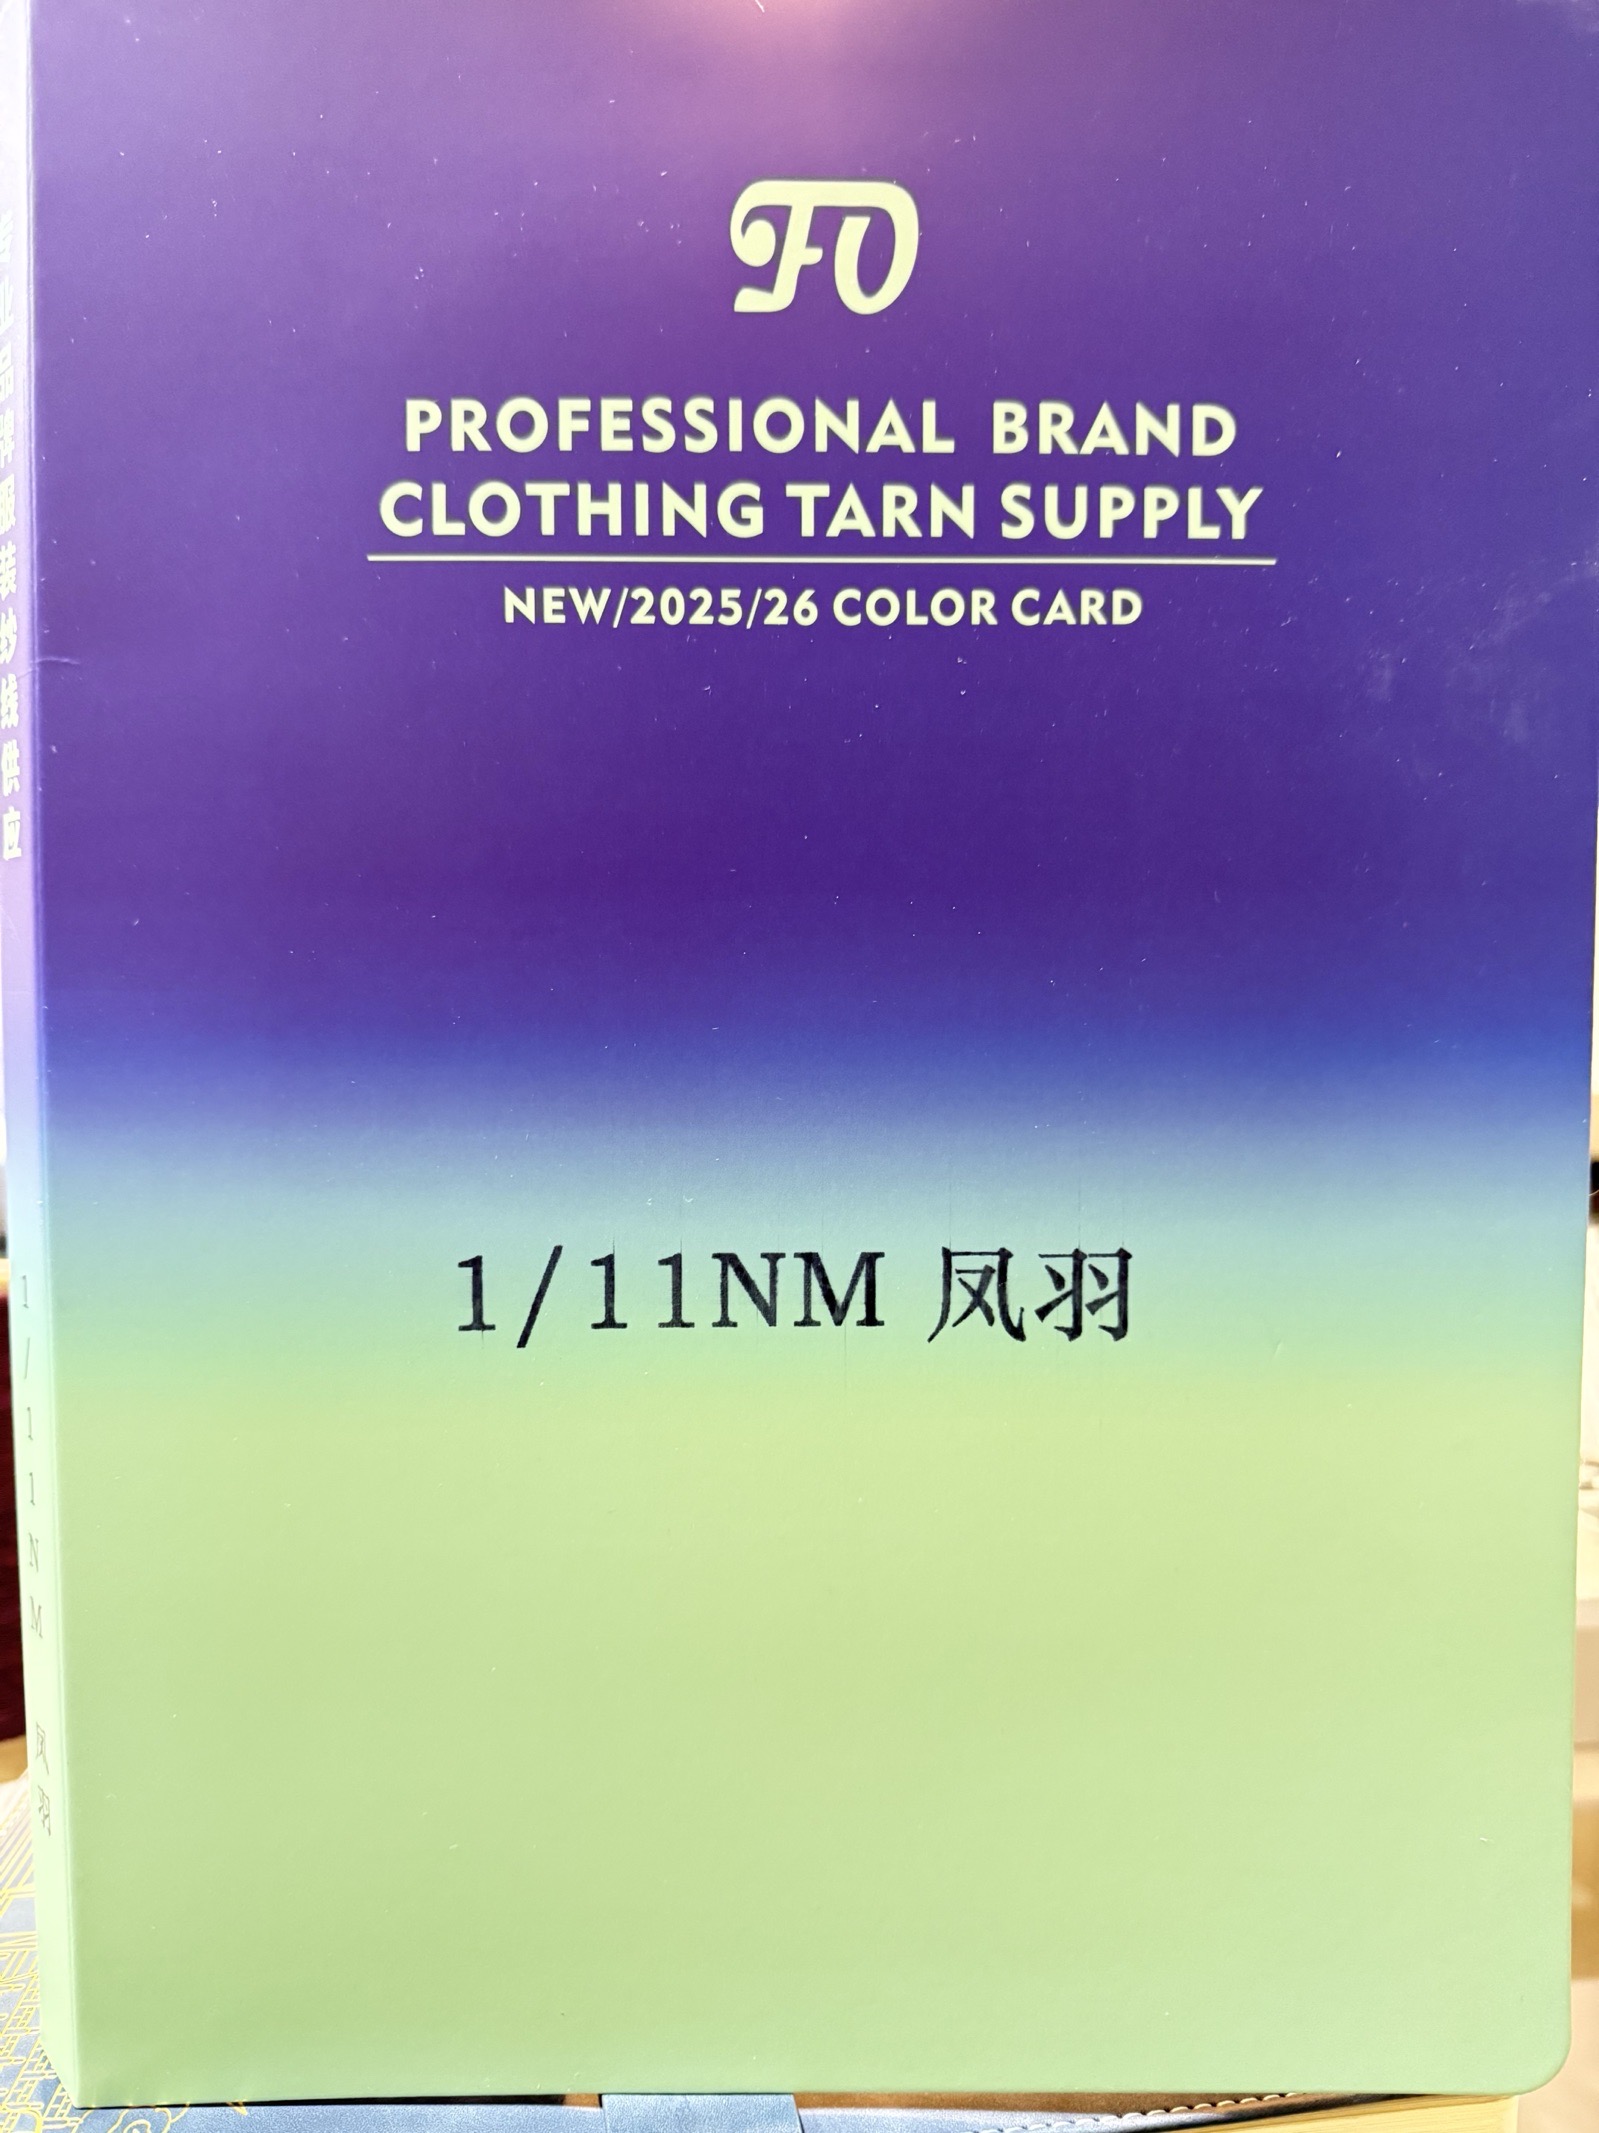 FO
PROFESSIONAL BRAND
CLOTHING TARN SUPPLY
NEW/2025/26 COLOR CARD
1/11NM 凤羽
业品牌服装纱线供应
1/11NM 凤羽